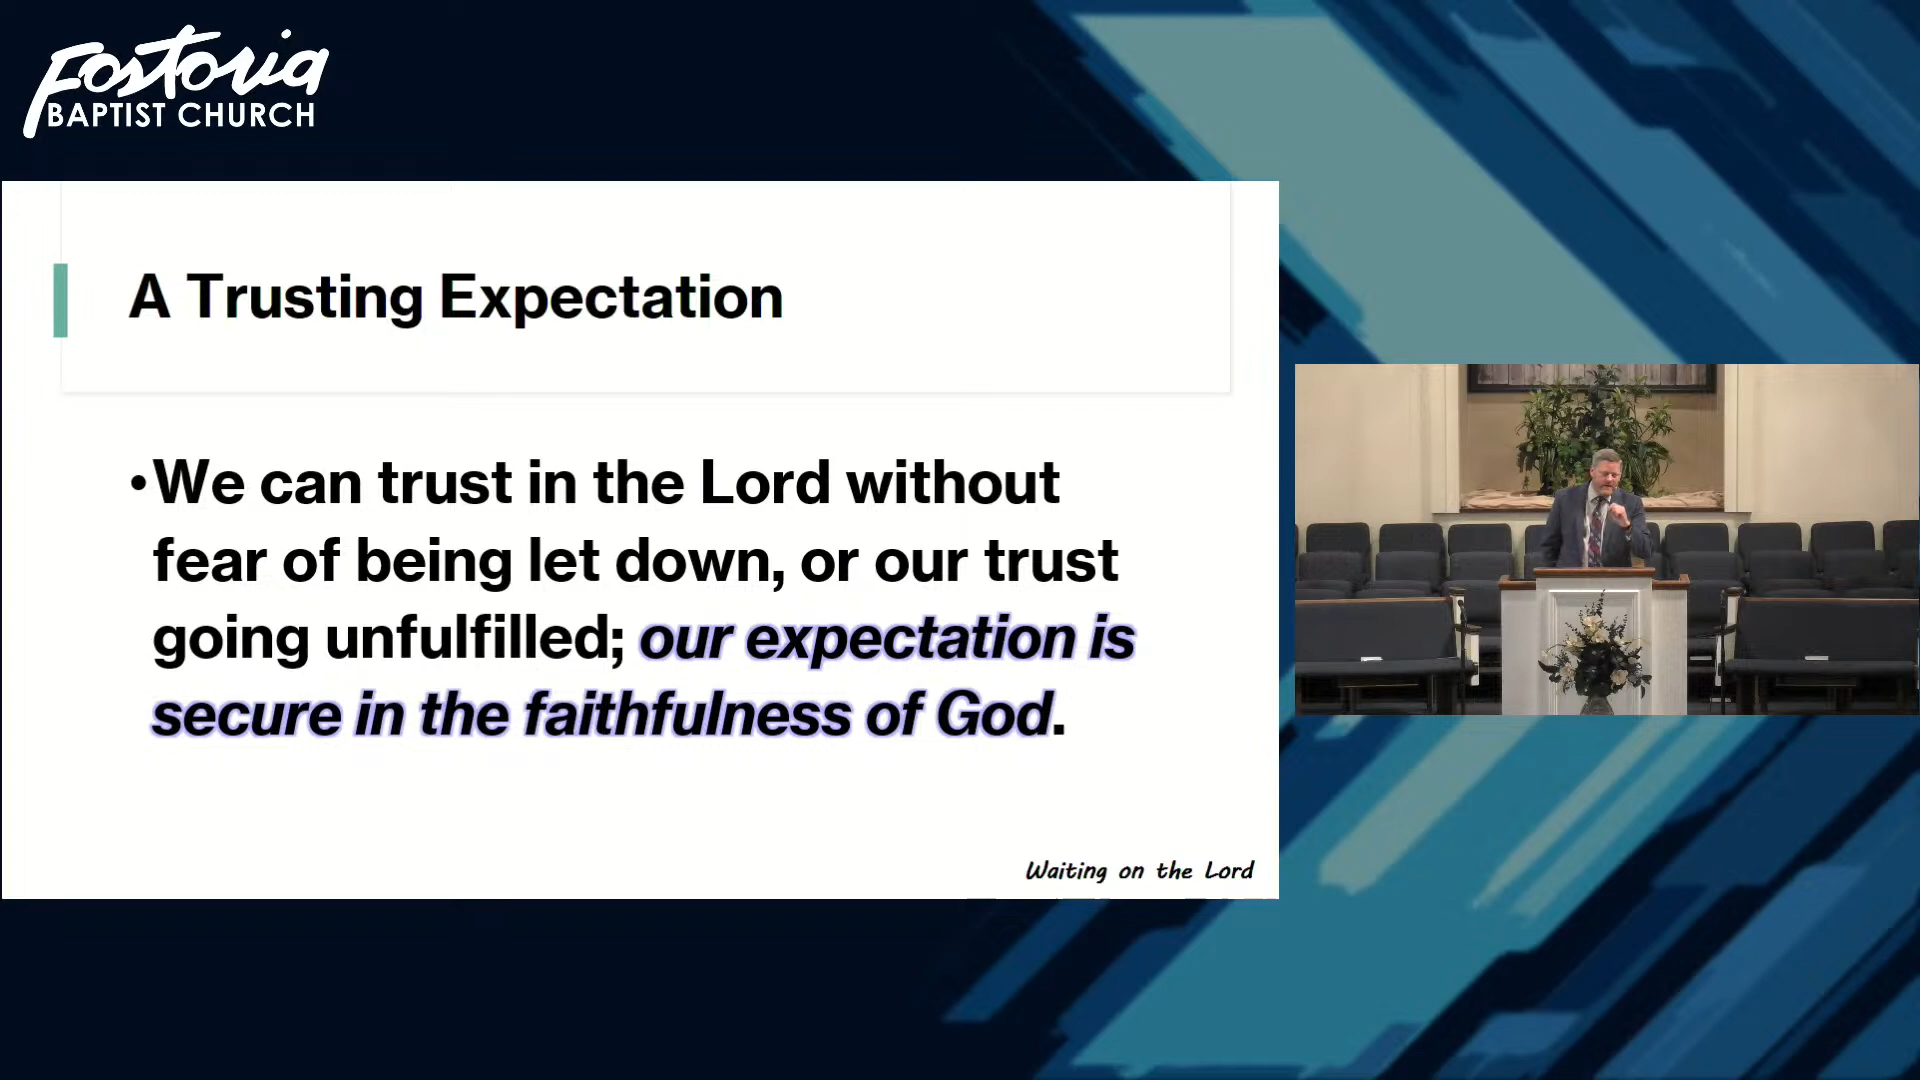 Fostoria
BAPTIST CHURCH
A Trusting Expectation
•We can trust in the Lord without
fear of being let down, or our trust
going unfulfilled; our expectation is
secure in the faithfulness of God.
Waiting on the Lord